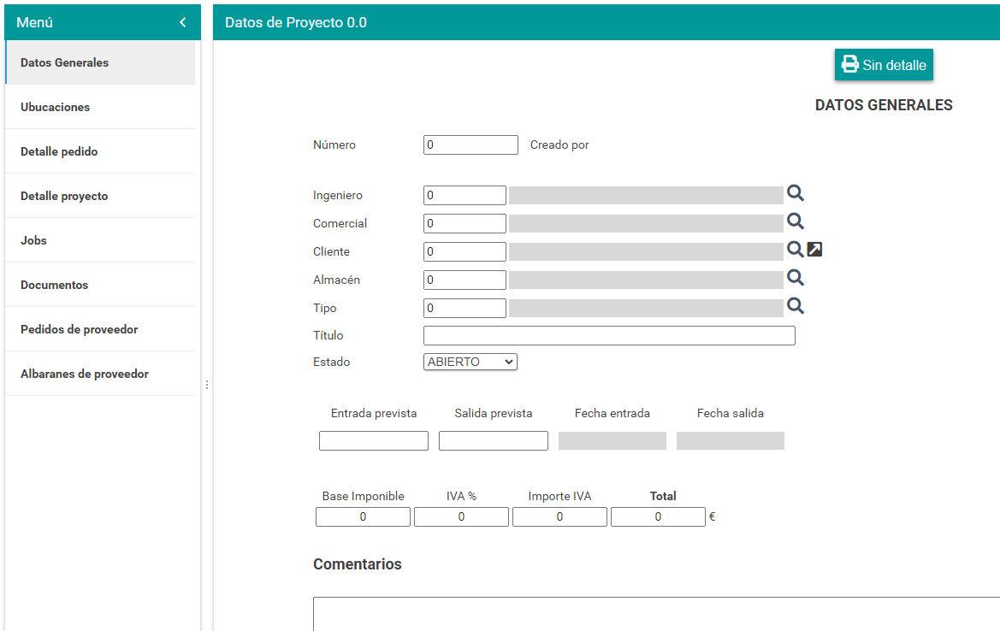 Menú
Datos Generales
Ubucaciones
Detalle pedido
Detalle proyecto
Jobs
Documentos
Pedidos de proveedor
Albaranes de proveedor
Datos de Proyecto 0.0
Sin detalle
DATOS GENERALES
Número 0 Creado por
Ingeniero 0
Comercial 0
Cliente 0
Almacén 0
Tipo 0
Título
Estado ABIERTO
Entrada prevista Salida prevista Fecha entrada Fecha salida
Base Imponible IVA % Importe IVA Total
0 0 0 0 €
Comentarios